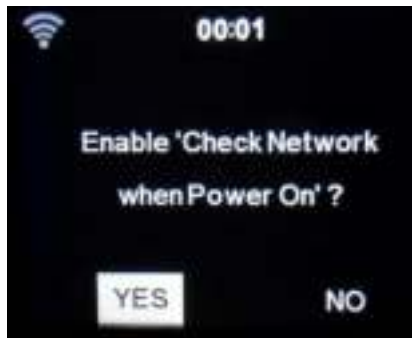 00:01
Enable 'Check Network
when Power On' ?
YES NO